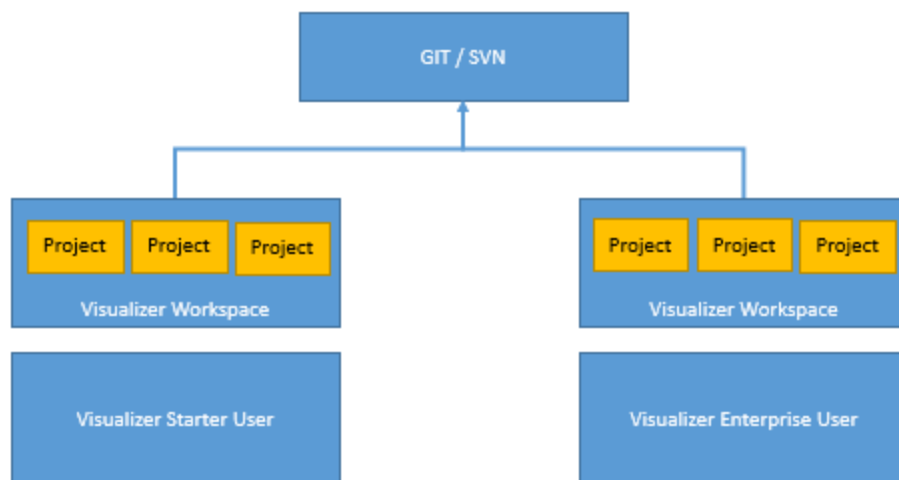 GIT / SVN
Project Project Project
Visualizer Workspace
Project Project Project
Visualizer Workspace
Visualizer Starter User
Visualizer Enterprise User